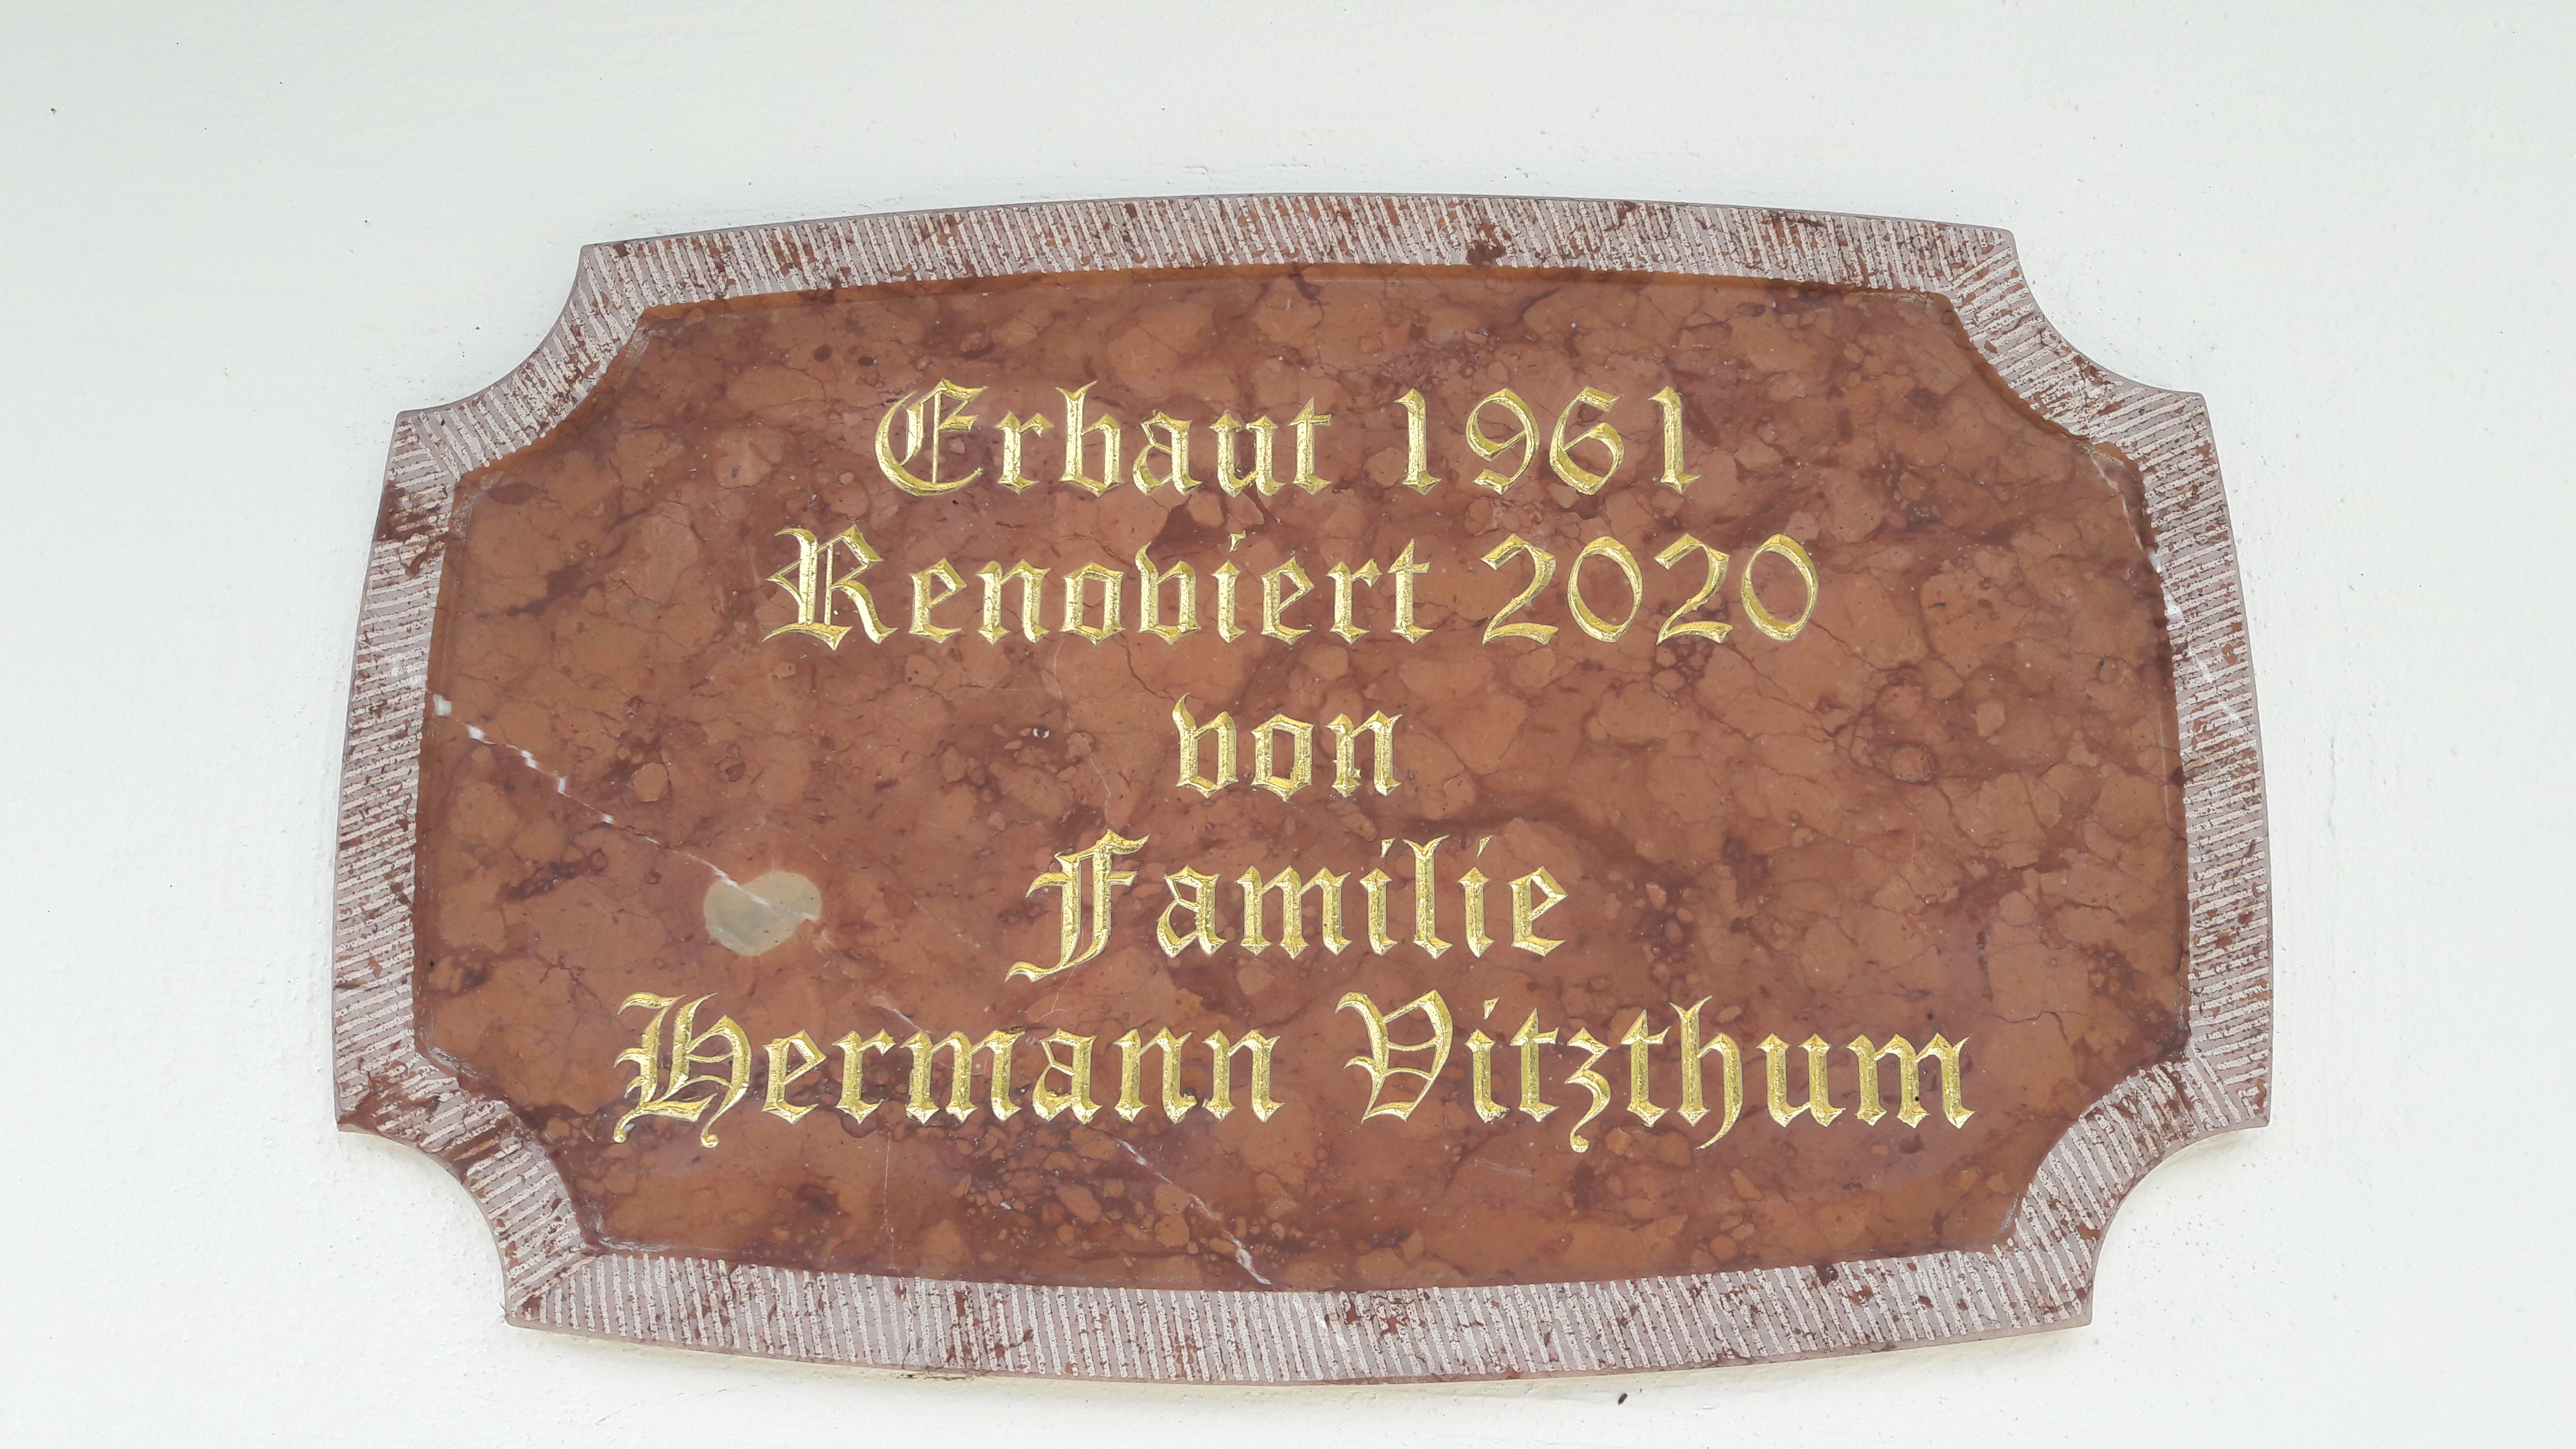 Erbaut 1961
Renoviert 2020
von
Familie
Hermann Vitzthum